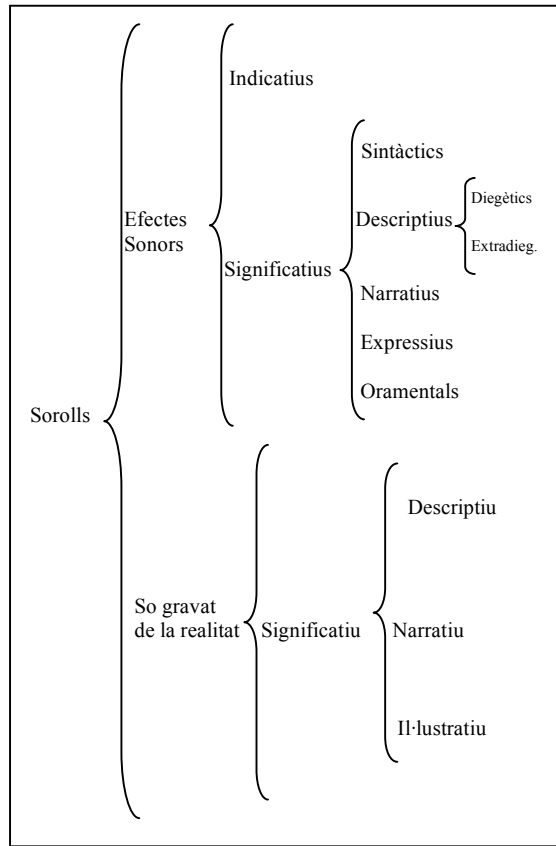 Indicatius
Sintàctics
Diegètics
Efectes
Sonors
Descriptius
Extradieg.
Significatius
Narratius
Expressius
Oramentals
Sorolls
Descriptiu
So gravat
de la realitat
Significatiu
Narratiu
Il·lustratiu